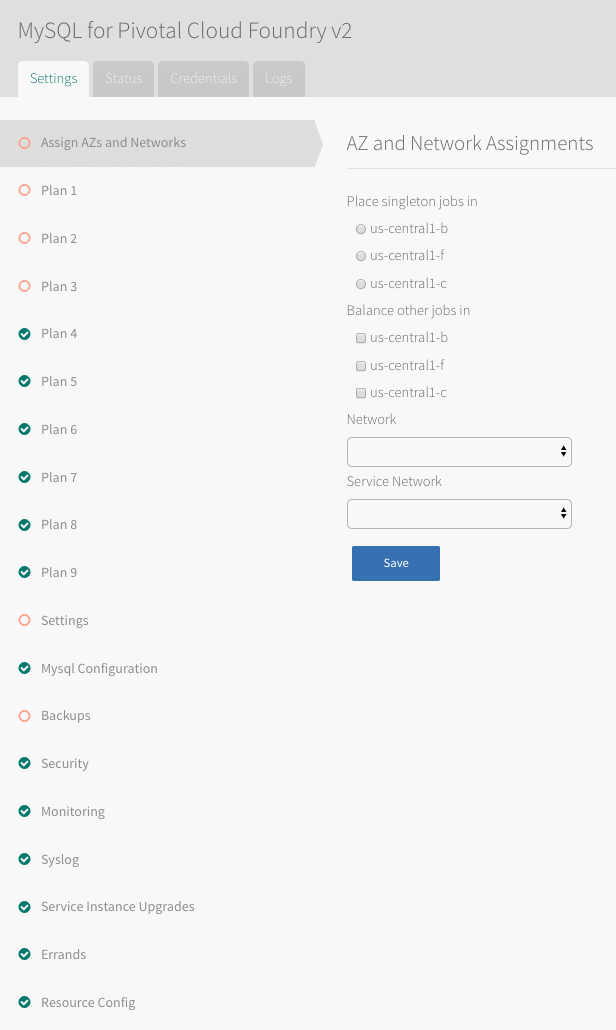 MySQL for Pivotal Cloud Foundry v2
Settings
Status
Credentials
Logs
Assign AZs and Networks
Plan 1
Plan 2
Plan 3
Plan 4
Plan 5
Plan 6
Plan 7
Plan 8
Plan 9
Settings
Mysql Configuration
Backups
Security
Monitoring
Syslog
Service Instance Upgrades
Errands
Resource Config
AZ and Network Assignments
Place singleton jobs in
us-central1-b
us-central1-f
us-central1-c
Balance other jobs in
us-central1-b
us-central1-f
us-central1-c
Network
Service Network
Save